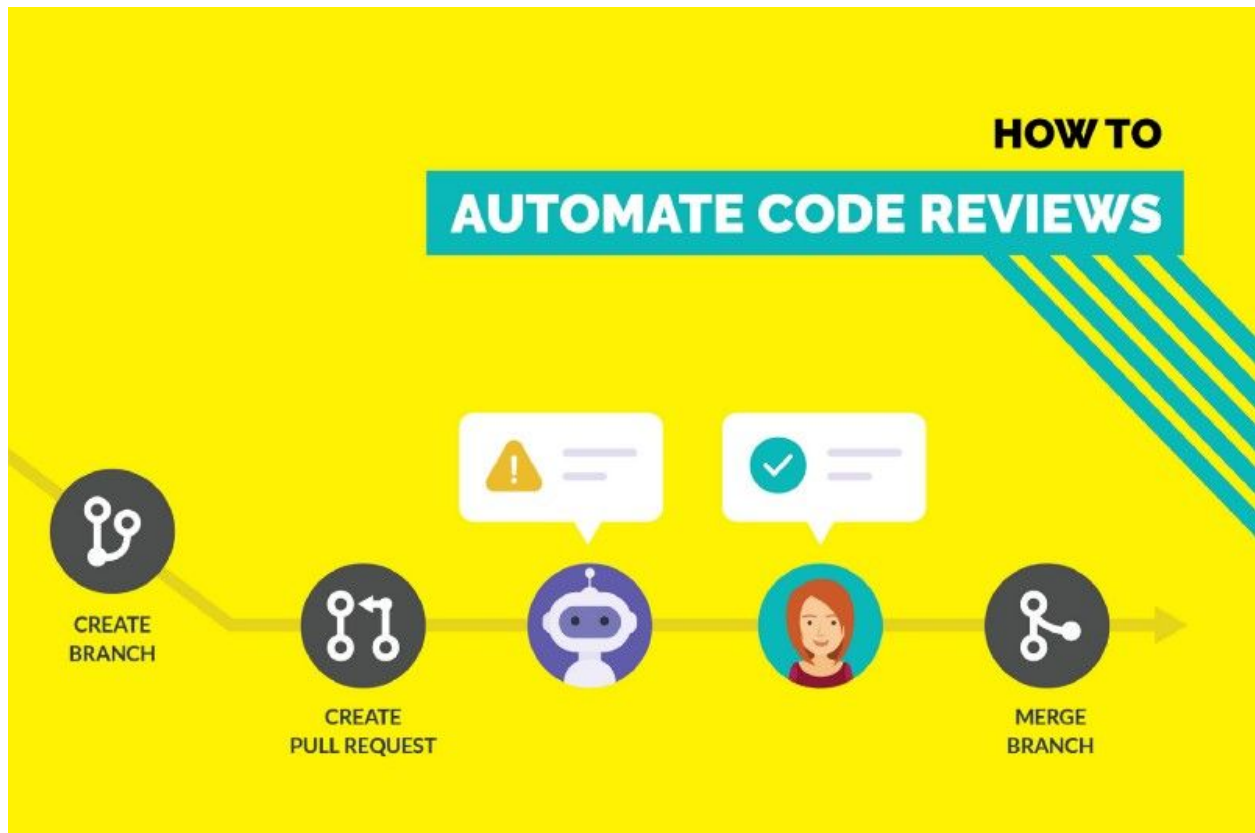 HOW TO
AUTOMATE CODE REVIEWS
CREATE
BRANCH
CREATE
PULL REQUEST
MERGE
BRANCH